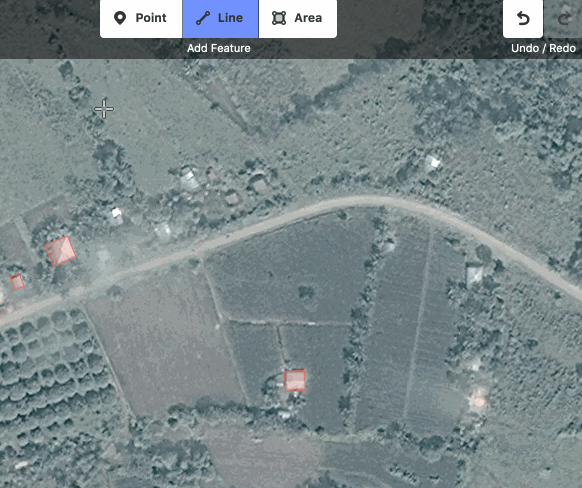 Point Line Area
Add Feature
Undo / Redo